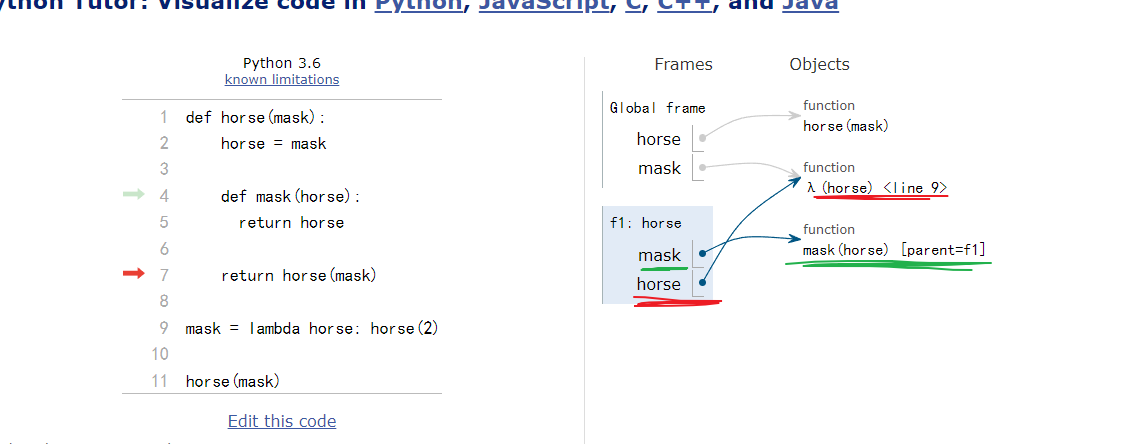 ython Tutor: Visualize code in Python, JavaScript, C, C++, and Java
Python 3.6
known limitations
1 def horse(mask):
2 horse = mask
3
4 def mask(horse):
5 return horse
6
7 return horse(mask)
8
9 mask = lambda horse: horse(2)
10
11 horse(mask)
Edit this code
Frames Objects
Global frame
horse
mask
function
horse(mask)
function
λ (horse) <line 9>
f1: horse
mask
horse
function
mask(horse) [parent=f1]